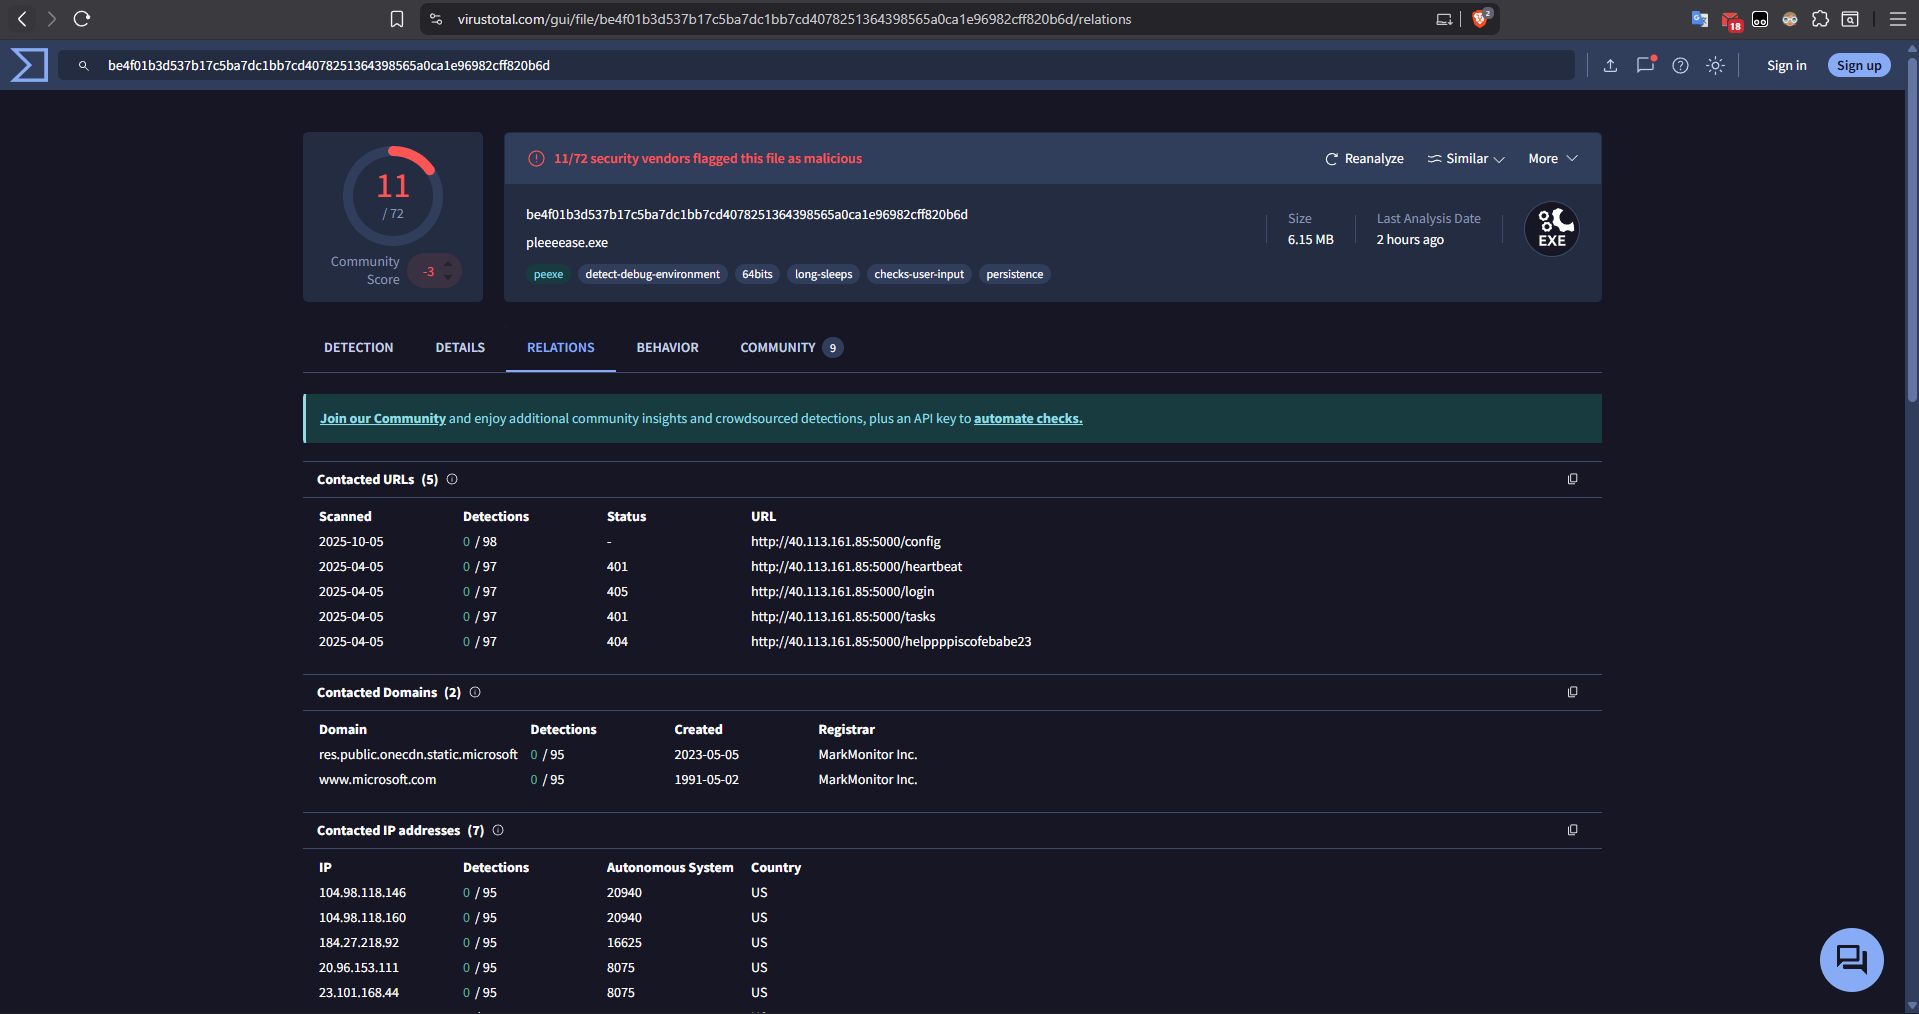 virustotal.com/gui/file/be4f01b3d537b17c5ba7dc1bb7cd4078251364398565a0ca1e96982cff820b6d/relations
2
18
be4f01b3d537b17c5ba7dc1bb7cd4078251364398565a0ca1e96982cff820b6d
Sign in
Sign up
11
/ 72
Community Score
-3
11/72 security vendors flagged this file as malicious
Reanalyze
Similar
More
be4f01b3d537b17c5ba7dc1bb7cd4078251364398565a0ca1e96982cff820b6d
pleeeease.exe
peexe
detect-debug-environment
64bits
long-sleeps
checks-user-input
persistence
Size
6.15 MB
Last Analysis Date
2 hours ago
EXE
DETECTION
DETAILS
RELATIONS
BEHAVIOR
COMMUNITY 9
Join our Community and enjoy additional community insights and crowdsourced detections, plus an API key to automate checks.
Contacted URLs (5)
Scanned Detections Status URL
2025-10-05 0 / 98 - http://40.113.161.85:5000/config
2025-04-05 0 / 97 401 http://40.113.161.85:5000/heartbeat
2025-04-05 0 / 97 405 http://40.113.161.85:5000/login
2025-04-05 0 / 97 401 http://40.113.161.85:5000/tasks
2025-04-05 0 / 97 404 http://40.113.161.85:5000/helppppiscofebabe23
Contacted Domains (2)
Domain Detections Created Registrar
res.public.onecdn.static.microsoft 0 / 95 2023-05-05 MarkMonitor Inc.
www.microsoft.com 0 / 95 1991-05-02 MarkMonitor Inc.
Contacted IP addresses (7)
IP Detections Autonomous System Country
104.98.118.146 0 / 95 20940 US
104.98.118.160 0 / 95 20940 US
184.27.218.92 0 / 95 16625 US
20.96.153.111 0 / 95 8075 US
23.101.168.44 0 / 95 8075 US